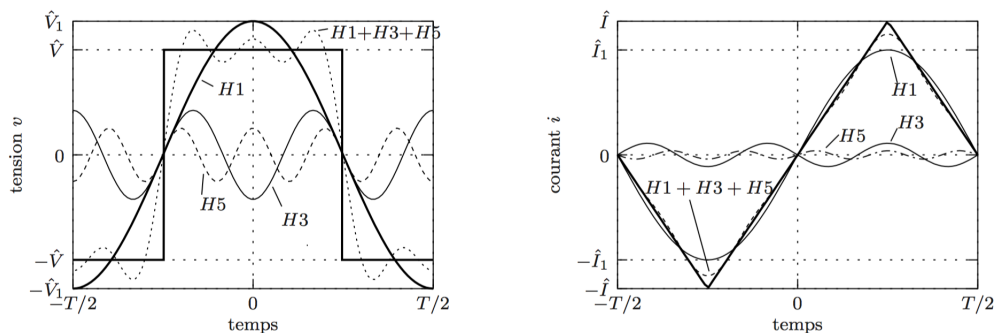 V̂₁
V̂
0
−V̂
−V̂₁
tension v
H1+H3+H5
H1
H5
H3
−T/2
0
T/2
temps
Î
Î₁
0
−Î₁
−Î
courant i
H1
H3
H5
H1 + H3 + H5
−T/2
0
T/2
temps